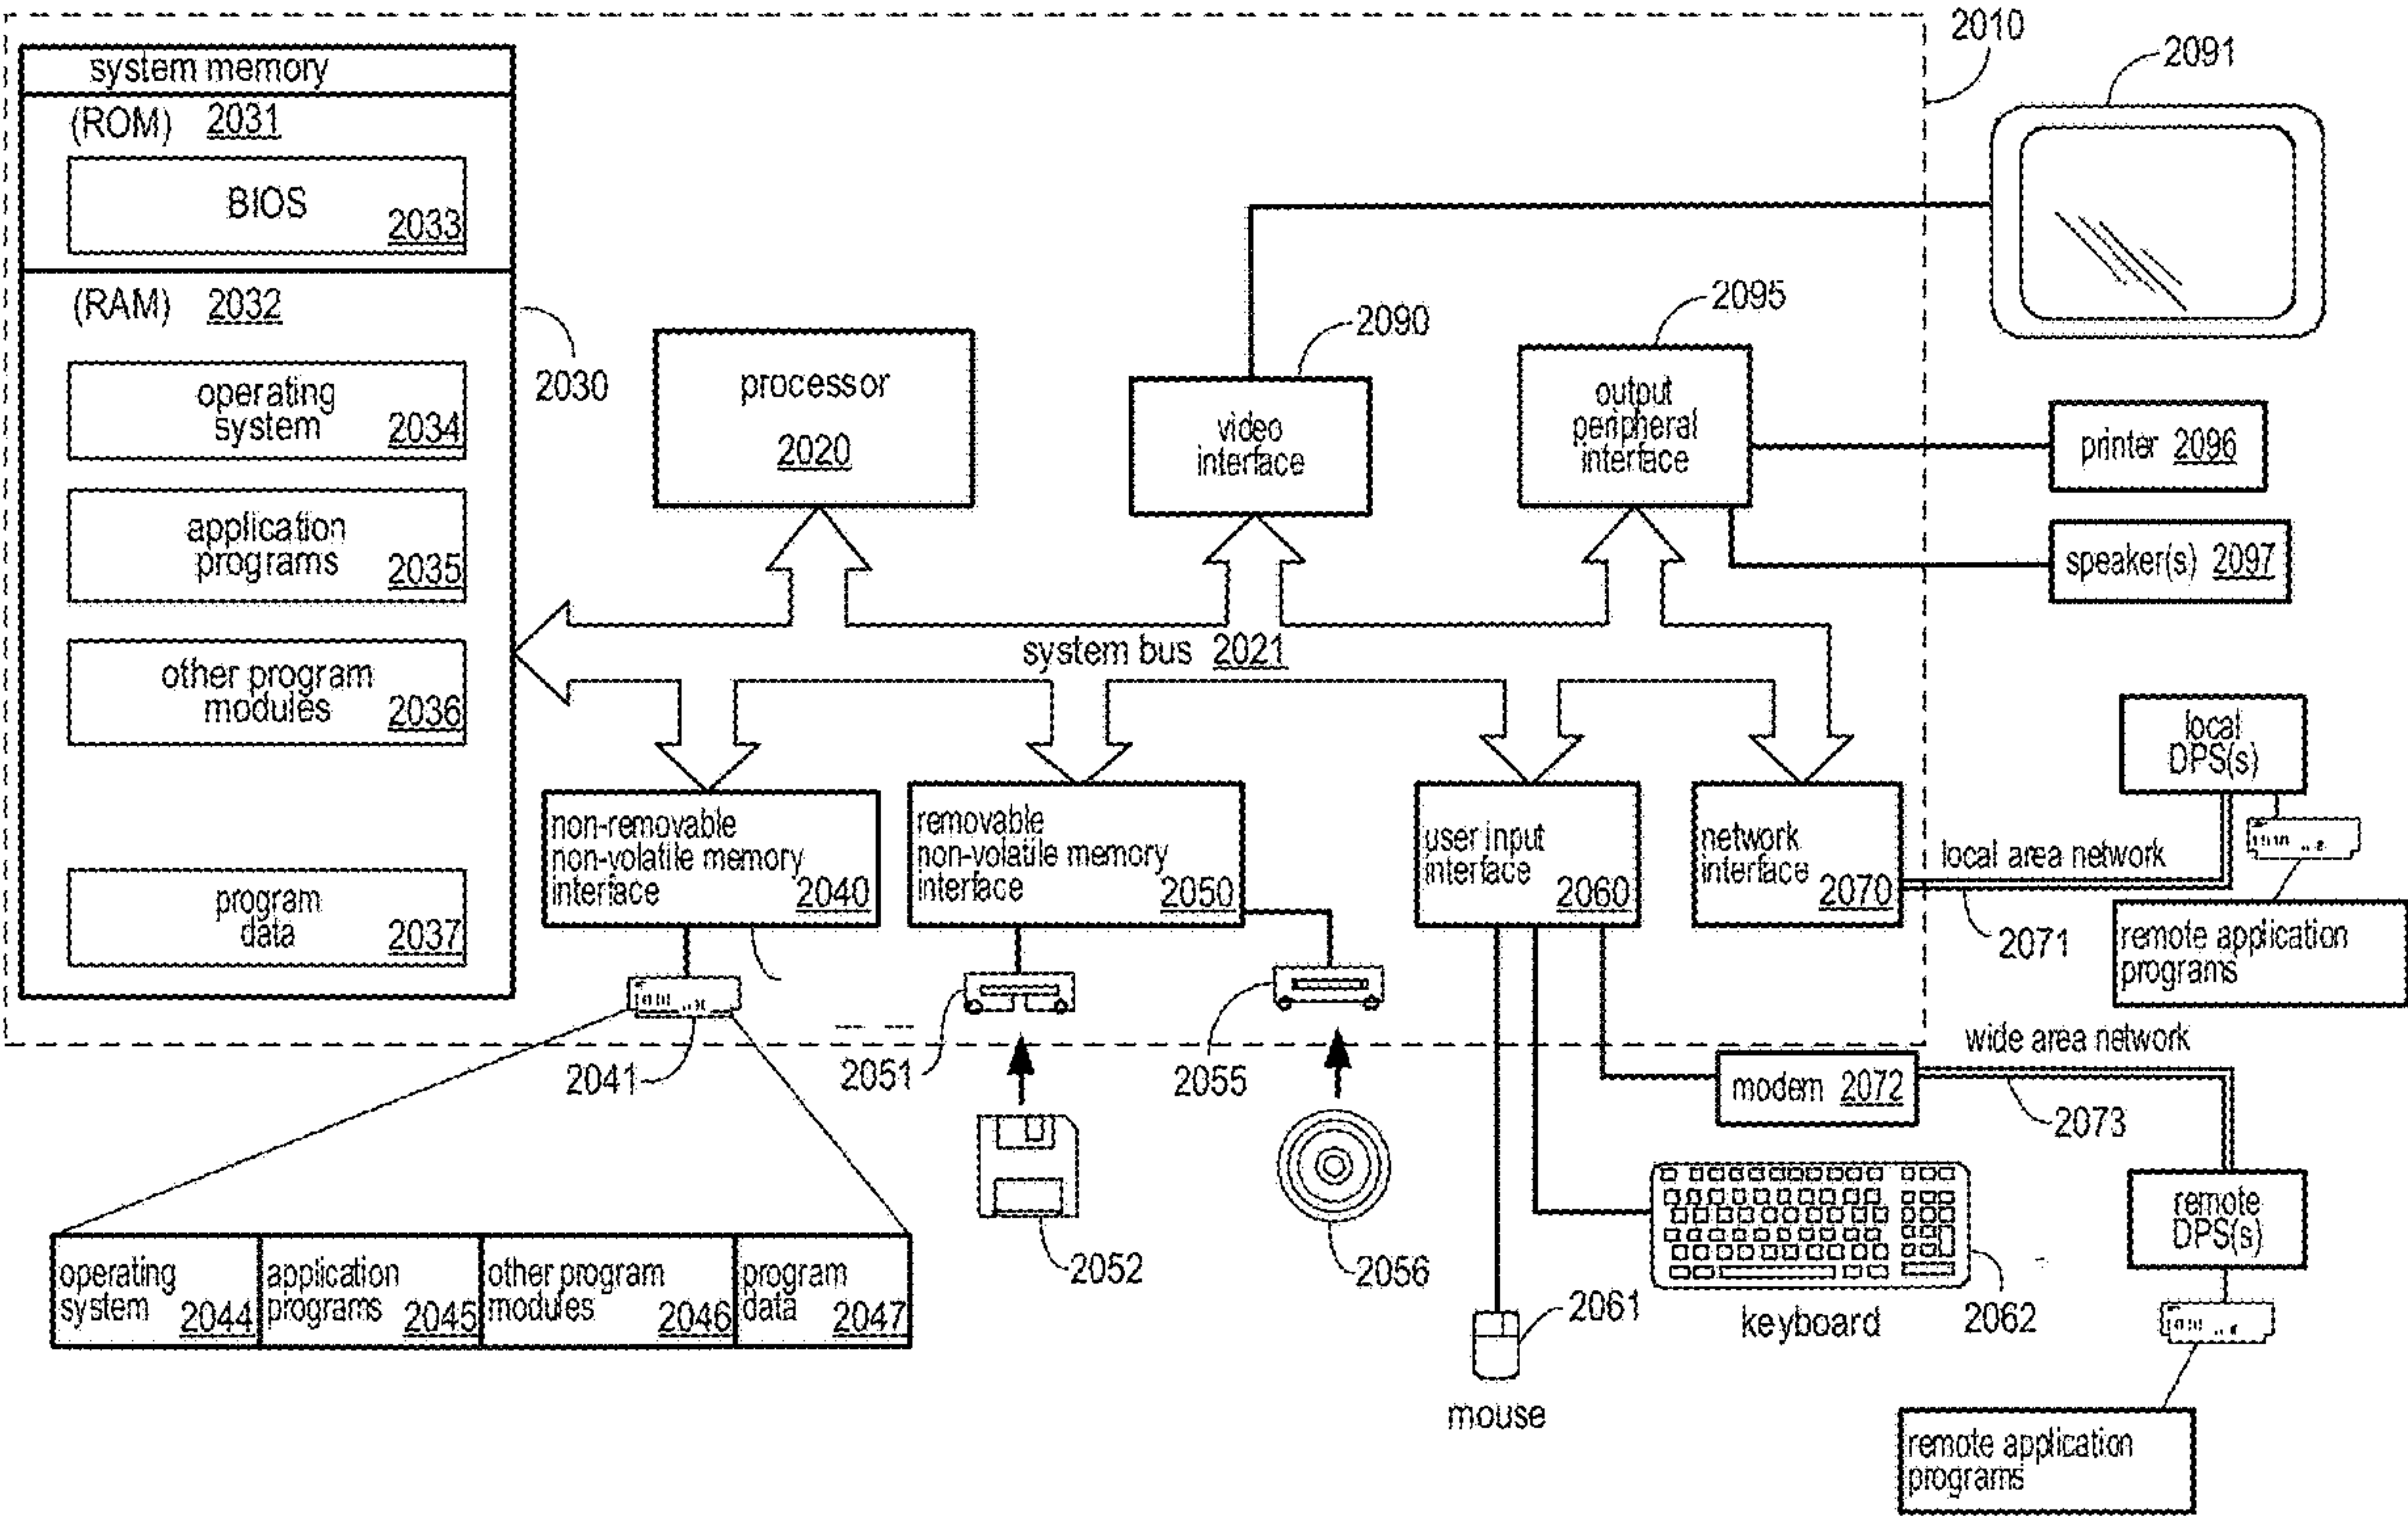 2010
2091
system memory
(ROM) 2031
BIOS
2033
(RAM) 2032
operating
system 2034
application
programs 2035
other program
modules 2036
program
data 2037
2030
processor
2020
2090
video
interface
2095
output
peripheral
interface
printer 2096
speaker(s) 2097
system bus 2021
non-removable
non-volatile memory
interface 2040
removable
non-volatile memory
interface 2050
user input
interface 2060
network
interface 2070
local area network
2071
local
DPS(s)
remote application
programs
2041
2051
2055
wide area network
modem 2072
2073
2052
2056
2061
mouse
keyboard
2062
remote
DPS(s)
remote application
programs
operating
system 2044
application
programs 2045
other program
modules 2046
program
data 2047